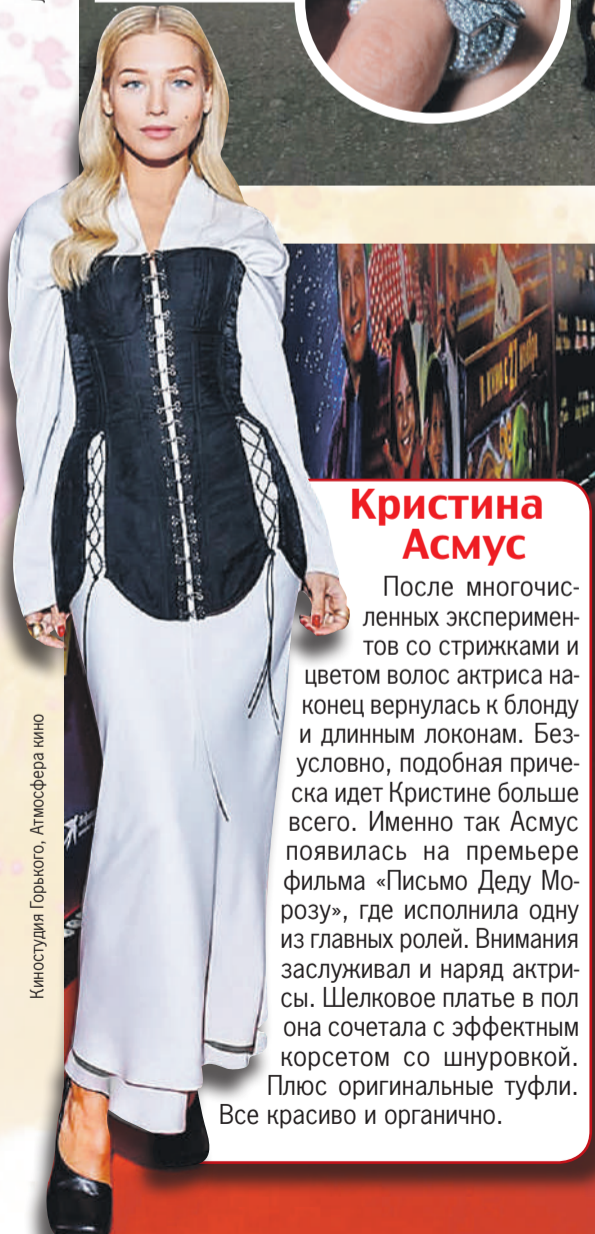 Кристина
Асмус
После многочис-
ленных эксперимен-
тов со стрижками и
цветом волос актриса на-
конец вернулась к блонду
и длинным локонам. Без-
условно, подобная приче-
ска идет Кристине больше
всего. Именно так Асмус
появилась на премьере
фильма «Письмо Деду Мо-
розу», где исполнила одну
из главных ролей. Внимания
заслуживал и наряд актри-
сы. Шелковое платье в пол
она сочетала с эффектным
корсетом со шнуровкой.
Плюс оригинальные туфли.
Все красиво и органично.
Киностудия Горького, Атмосфера кино
В КИНО С 27 НОЯБРЯ